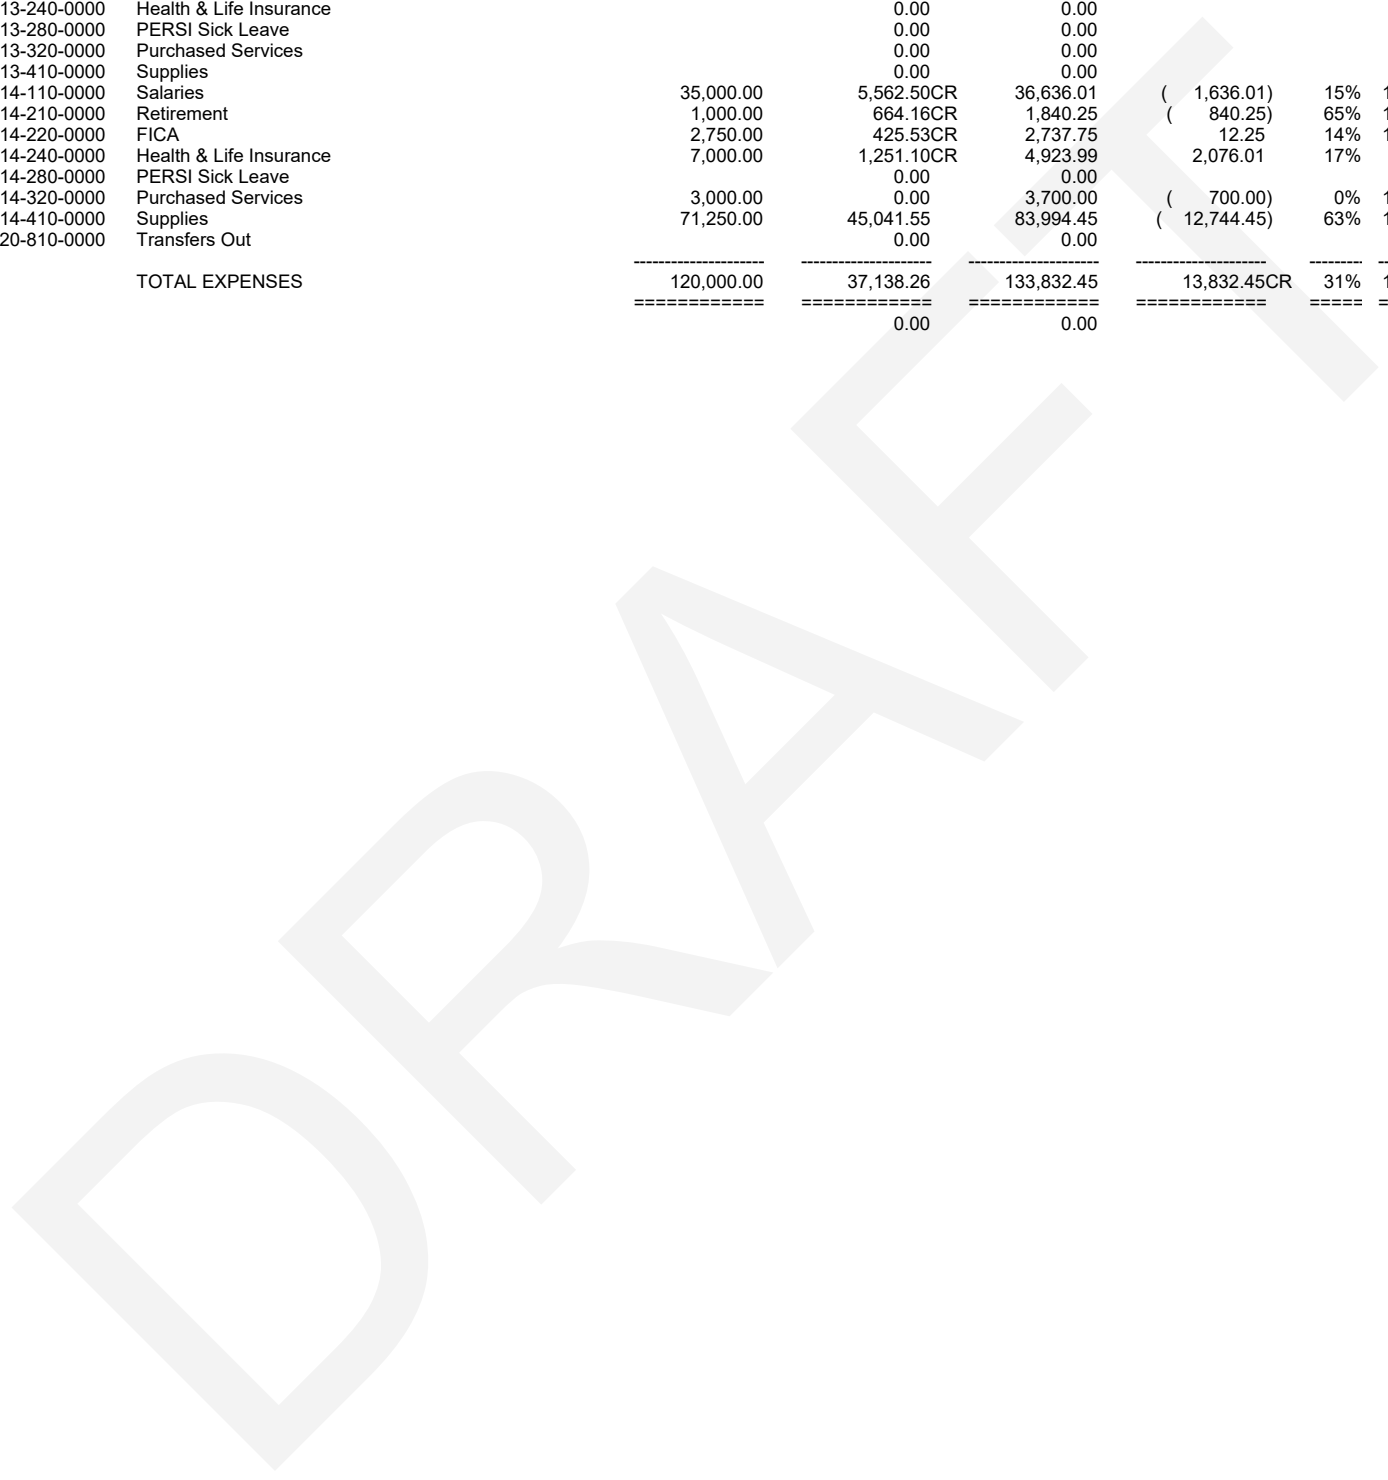 13-240-0000 Health & Life Insurance 0.00 0.00
13-280-0000 PERSI Sick Leave 0.00 0.00
13-320-0000 Purchased Services 0.00 0.00
13-410-0000 Supplies 0.00 0.00
14-110-0000 Salaries 35,000.00 5,562.50CR 36,636.01 ( 1,636.01) 15% 1
14-210-0000 Retirement 1,000.00 664.16CR 1,840.25 ( 840.25) 65% 1
14-220-0000 FICA 2,750.00 425.53CR 2,737.75 12.25 14% 1
14-240-0000 Health & Life Insurance 7,000.00 1,251.10CR 4,923.99 2,076.01 17%
14-280-0000 PERSI Sick Leave 0.00 0.00
14-320-0000 Purchased Services 3,000.00 0.00 3,700.00 ( 700.00) 0% 1
14-410-0000 Supplies 71,250.00 45,041.55 83,994.45 ( 12,744.45) 63% 1
20-810-0000 Transfers Out 0.00 0.00
--------------------- --------------------- --------------------- --------------------- -------- --
TOTAL EXPENSES 120,000.00 37,138.26 133,832.45 13,832.45CR 31% 1
============ ============ ============ ============ ===== =
0.00 0.00
DRAFT